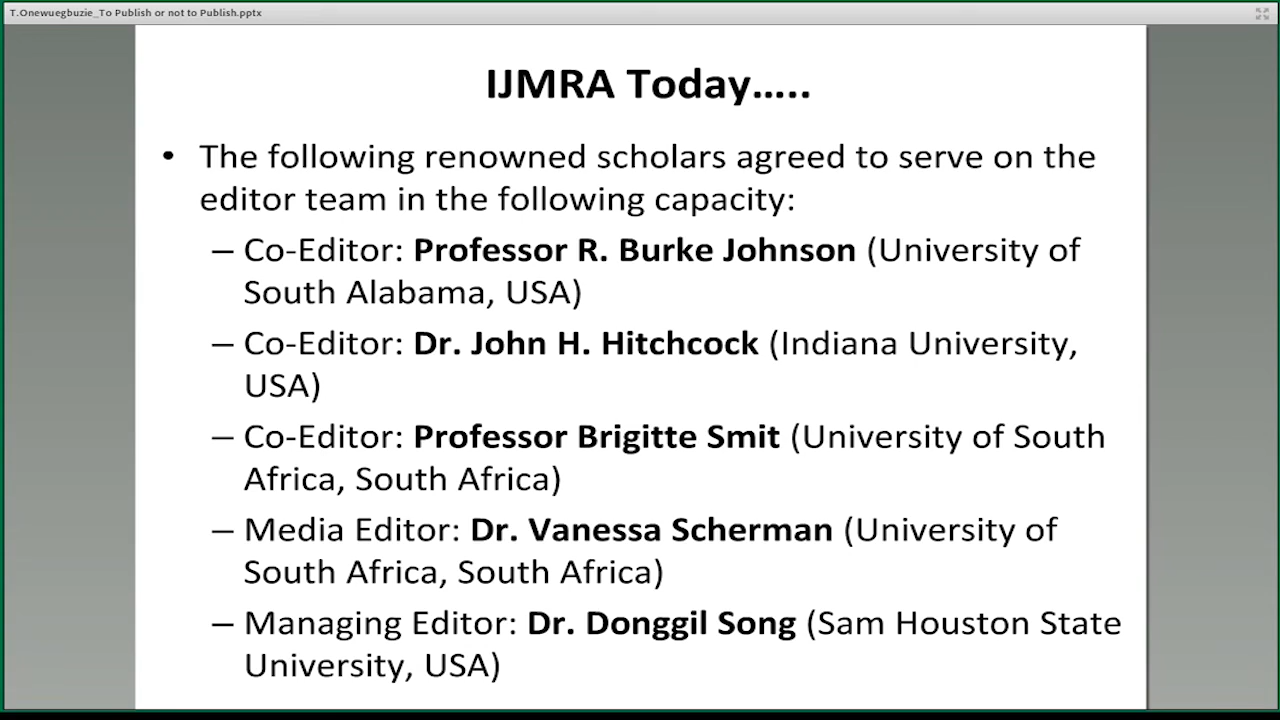 T.Onewuegbuzie_To Publish or not to Publish.pptx
IJMRA Today…..
• The following renowned scholars agreed to serve on the
editor team in the following capacity:
– Co-Editor: Professor R. Burke Johnson (University of
South Alabama, USA)
– Co-Editor: Dr. John H. Hitchcock (Indiana University,
USA)
– Co-Editor: Professor Brigitte Smit (University of South
Africa, South Africa)
– Media Editor: Dr. Vanessa Scherman (University of
South Africa, South Africa)
– Managing Editor: Dr. Donggil Song (Sam Houston State
University, USA)